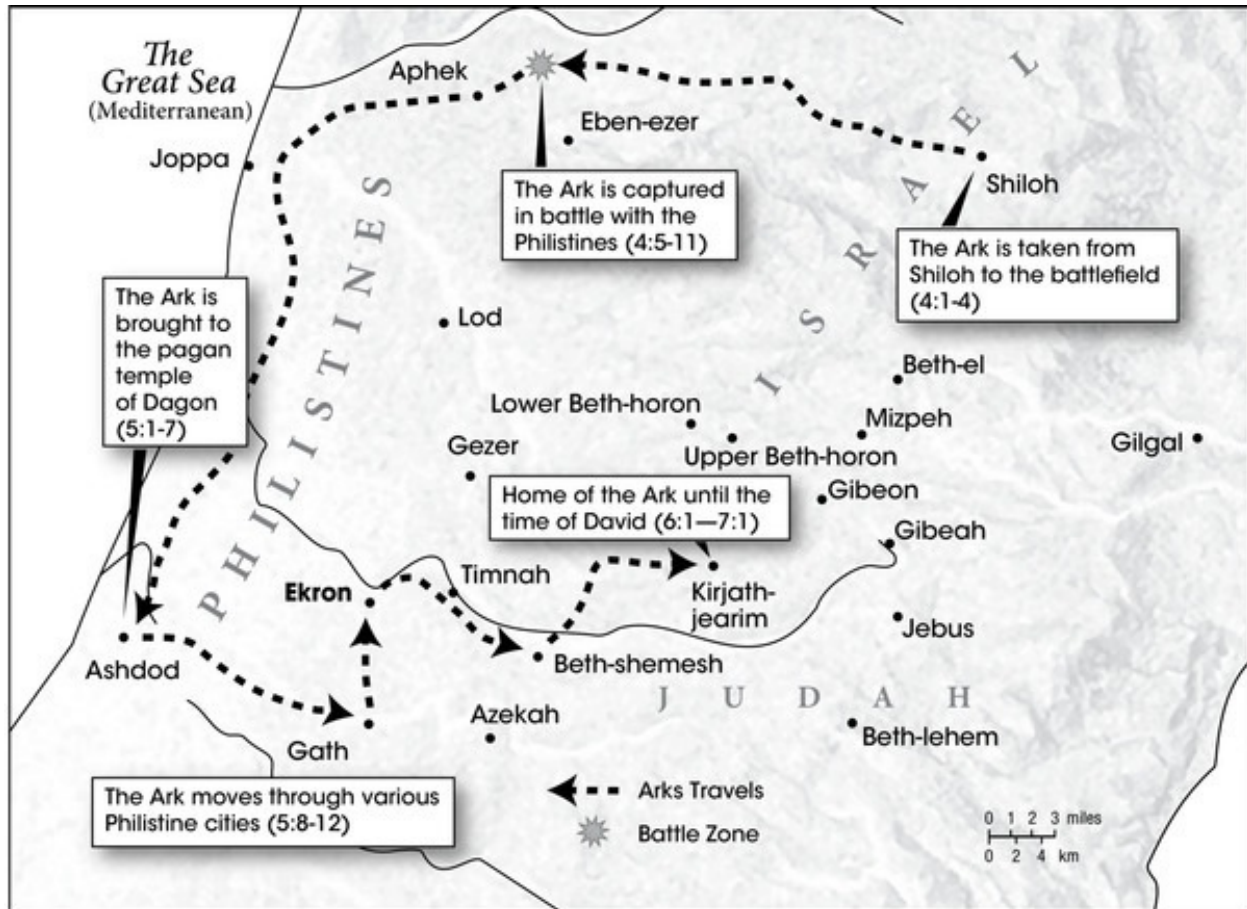 The
Great Sea
(Mediterranean)
Aphek
Eben-ezer
Joppa
Shiloh
The Ark is captured
in battle with the
Philistines (4:5-11)
The Ark is taken from
Shiloh to the battlefield
(4:1-4)
ISRAEL
PHILISTINES
The Ark is
brought to
the pagan
temple
of Dagon
(5:1-7)
Lod
Beth-el
Lower Beth-horon
Mizpeh
Gezer
Upper Beth-horon
Gilgal
Home of the Ark until the
time of David (6:1—7:1)
Gibeon
Gibeah
Timnah
Ekron
Kirjath-
jearim
Jebus
Ashdod
Beth-shemesh
JUDAH
Azekah
Gath
Beth-lehem
The Ark moves through various
Philistine cities (5:8-12)
Arks Travels
Battle Zone
0 1 2 3 miles
0 2 4 km